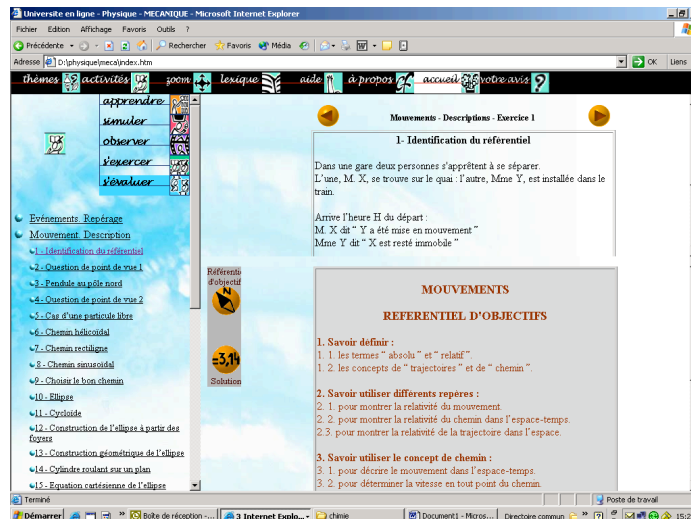 Universite en ligne - Physique - MECANIQUE - Microsoft Internet Explorer
Fichier Edition Affichage Favoris Outils ?
Précédente Rechercher Favoris Média
Adresse D:\physique\meca\index.htm OK Liens
thèmes activités zoom lexique aide à propos accueil votre avis
apprendre
simuler
observer
s'exercer
s'évaluer
Evénements. Repérage
Mouvement. Description
1 - Identification du référentiel
2 - Question de point de vue 1
3 - Pendule au pôle nord
4 - Question de point de vue 2
5 - Cas d'une particule libre
6 - Chemin hélicoïdal
7 - Chemin rectiligne
8 - Chemin sinusoïdal
9 - Choisir le bon chemin
10 - Ellipse
11 - Cycloïde
12 - Construction de l'ellipse à partir des
foyers
13 - Construction géométrique de l'ellipse
14 - Cylindre roulant sur un plan
15 - Equation cartésienne de l'ellipse
Référentie
d'objectif
=3,14
Solution
Mouvements - Descriptions - Exercice 1
1- Identification du référentiel
Dans une gare deux personnes s'apprêtent à se séparer.
L'une, M. X, se trouve sur le quai : l'autre, Mme Y, est installée dans le
train.
Arrive l'heure H du départ :
M. X dit " Y a été mise en mouvement "
Mme Y dit " X est resté immobile "
MOUVEMENTS
REFERENTIEL D'OBJECTIFS
1. Savoir définir :
1. 1. les termes " absolu " et " relatif ".
1. 2. les concepts de " trajectoires " et de " chemin ".
2. Savoir utiliser différents repères :
2. 1. pour montrer la relativité du mouvement.
2. 2. pour montrer la relativité du chemin dans l'espace-temps.
2.3. pour montrer la relativité de la trajectoire dans l'espace.
3. Savoir utiliser le concept de chemin :
3. 1. pour décrire le mouvement dans l'espace-temps.
3. 2. pour déterminer la vitesse en tout point du chemin.
Terminé Poste de travail
Démarrer » Boîte de réception -... 3 Internet Explo... chimie Document1 - Micros... Directoire commun » 15:2